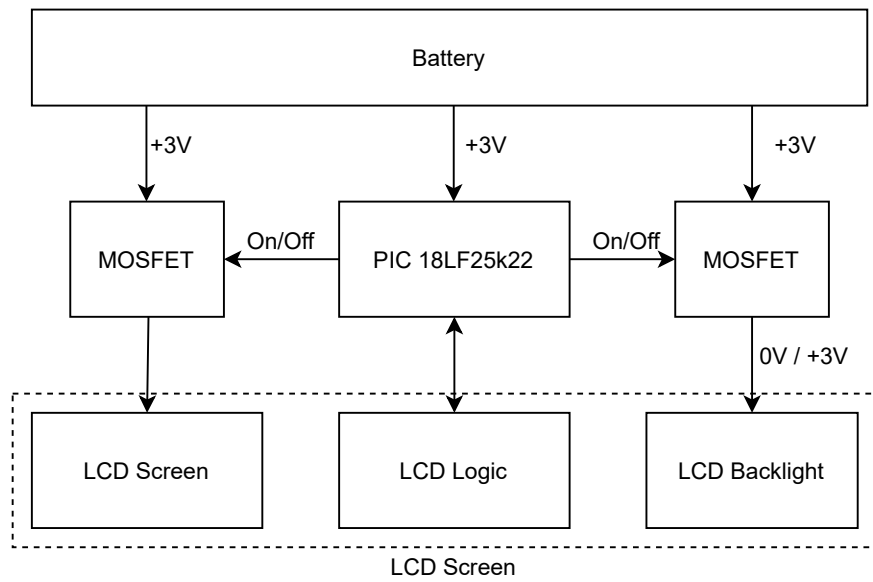 Battery
+3V
+3V
+3V
MOSFET
On/Off
PIC 18LF25k22
On/Off
MOSFET
0V / +3V
LCD Screen
LCD Logic
LCD Backlight
LCD Screen